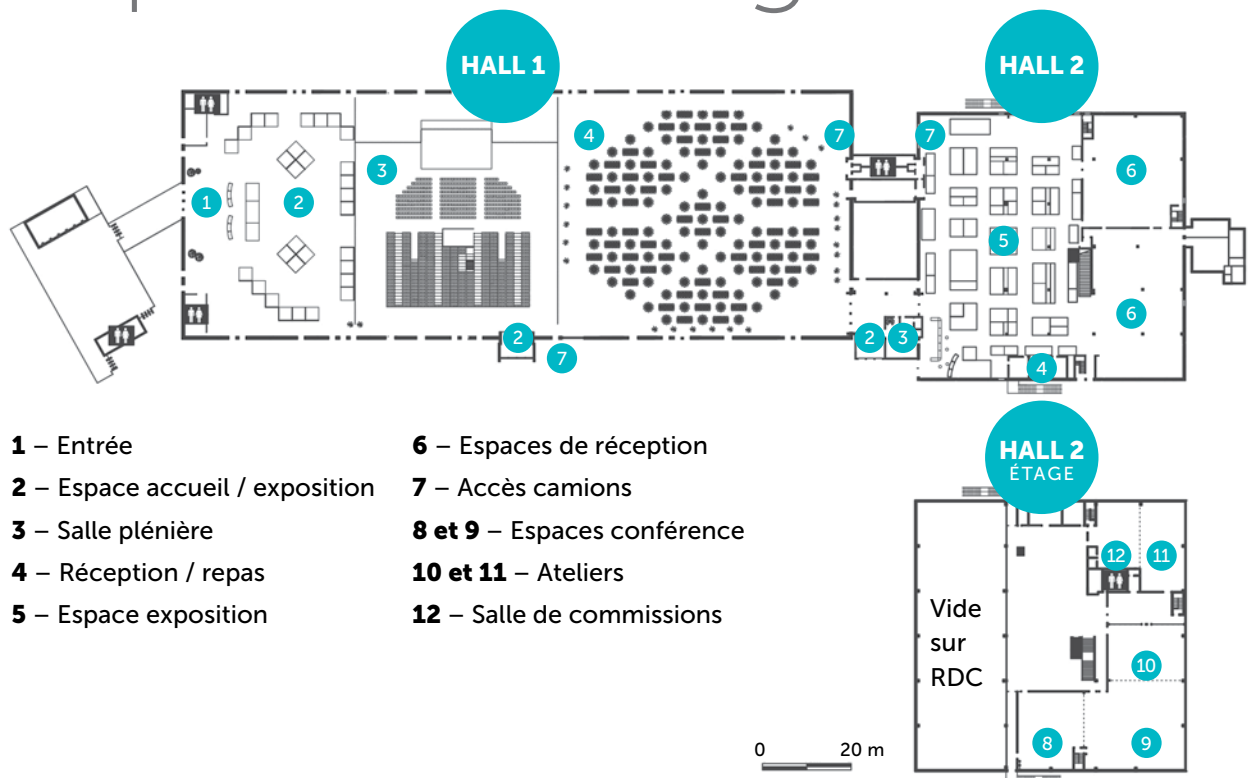 HALL 1
HALL 2
1
2
3
4
7
7
6
5
6
2
3
4
2
7
1 – Entrée
2 – Espace accueil / exposition
3 – Salle plénière
4 – Réception / repas
5 – Espace exposition
6 – Espaces de réception
7 – Accès camions
8 et 9 – Espaces conférence
10 et 11 – Ateliers
12 – Salle de commissions
HALL 2
ÉTAGE
12
11
Vide
sur
RDC
10
8
9
0 20 m